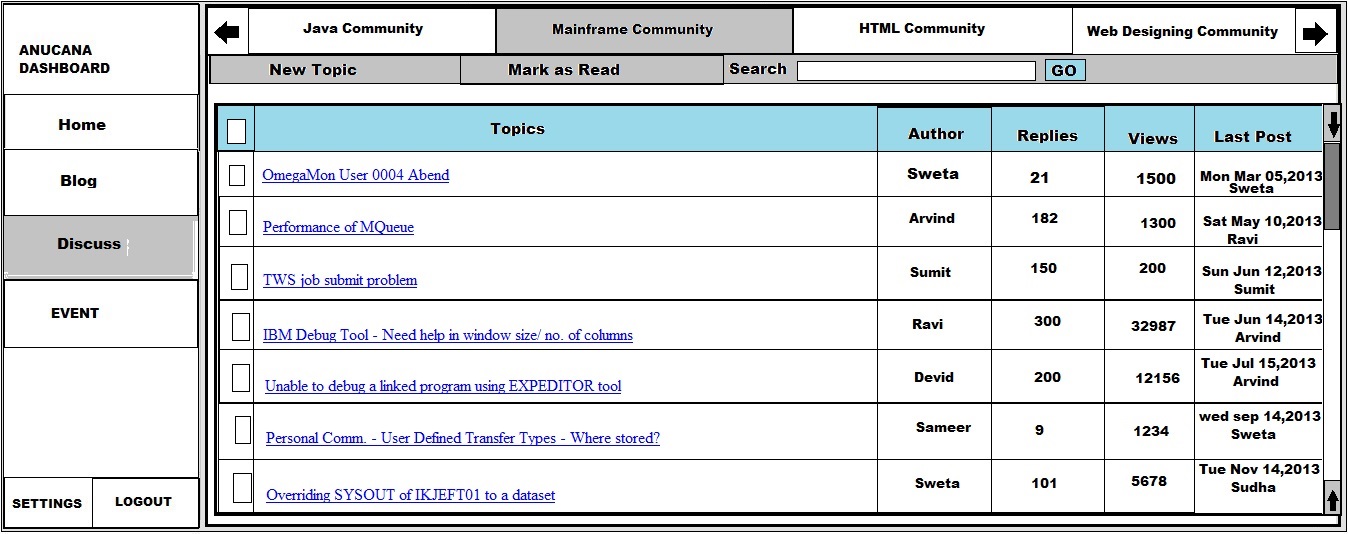 ANUCANA
DASHBOARD
Home
Blog
Discuss
EVENT
SETTINGS
LOGOUT
Java Community
Mainframe Community
HTML Community
Web Designing Community
New Topic
Mark as Read
Search
GO
Topics
Author
Replies
Views
Last Post
OmegaMon User 0004 Abend
Sweta
21
1500
Mon Mar 05,2013
Sweta
Performance of MQueue
Arvind
182
1300
Sat May 10,2013
Ravi
TWS job submit problem
Sumit
150
200
Sun Jun 12,2013
Sumit
IBM Debug Tool - Need help in window size/ no. of columns
Ravi
300
32987
Tue Jun 14,2013
Arvind
Unable to debug a linked program using EXPEDITOR tool
Devid
200
12156
Tue Jul 15,2013
Arvind
Personal Comm. - User Defined Transfer Types - Where stored?
Sameer
9
1234
wed sep 14,2013
Sweta
Overriding SYSOUT of IKJEFT01 to a dataset
Sweta
101
5678
Tue Nov 14,2013
Sudha